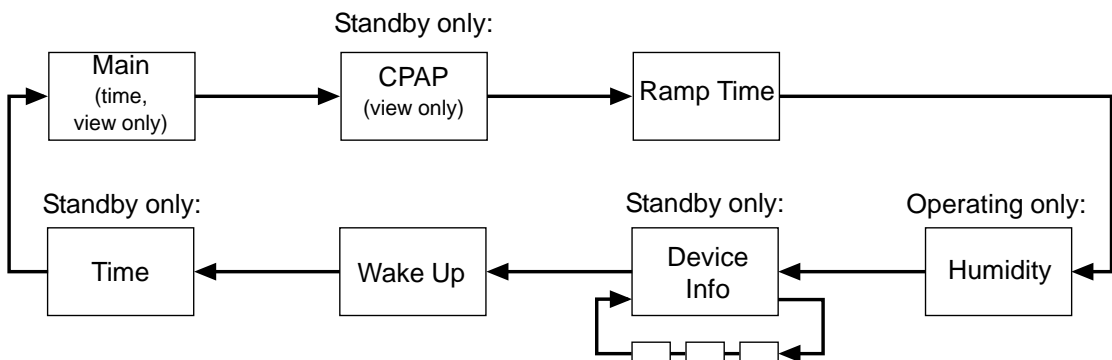 Standby only:
Main
(time,
view only)
CPAP
(view only)
Ramp Time
Standby only:
Time
Wake Up
Standby only:
Device
Info
Operating only:
Humidity